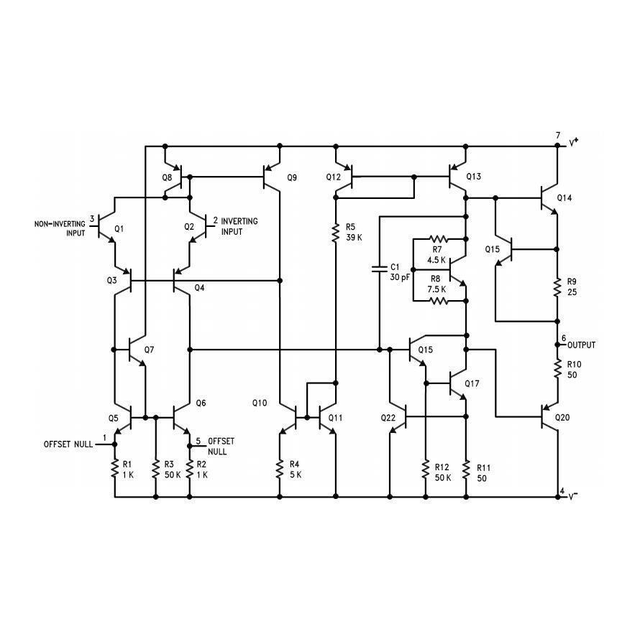 7
V+
Q8
Q9
Q12
Q13
Q14
3
NON-INVERTING
INPUT
Q1
Q2
2
INVERTING
INPUT
R5
39 K
R7
4.5 K
Q15
Q3
Q4
C1
30 pF
R8
7.5 K
R9
25
Q7
Q15
6
OUTPUT
R10
50
Q17
Q5
Q6
Q10
Q11
Q22
Q20
OFFSET NULL
1
5
OFFSET
NULL
R1
1 K
R3
50 K
R2
1 K
R4
5 K
R12
50 K
R11
50
4
V-